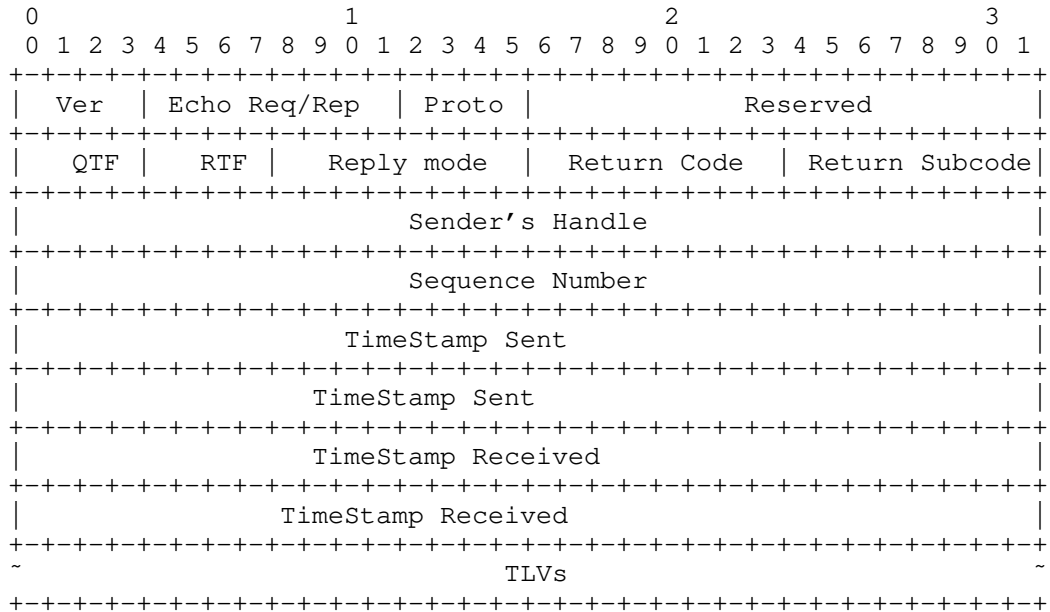 0                   1                   2                   3
 0 1 2 3 4 5 6 7 8 9 0 1 2 3 4 5 6 7 8 9 0 1 2 3 4 5 6 7 8 9 0 1
+-+-+-+-+-+-+-+-+-+-+-+-+-+-+-+-+-+-+-+-+-+-+-+-+-+-+-+-+-+-+-+-+
|  Ver  | Echo Req/Rep  | Proto |             Reserved          |
+-+-+-+-+-+-+-+-+-+-+-+-+-+-+-+-+-+-+-+-+-+-+-+-+-+-+-+-+-+-+-+-+
|   QTF |   RTF |   Reply mode  |  Return Code  | Return Subcode|
+-+-+-+-+-+-+-+-+-+-+-+-+-+-+-+-+-+-+-+-+-+-+-+-+-+-+-+-+-+-+-+-+
|                        Sender’s Handle                        |
+-+-+-+-+-+-+-+-+-+-+-+-+-+-+-+-+-+-+-+-+-+-+-+-+-+-+-+-+-+-+-+-+
|                        Sequence Number                        |
+-+-+-+-+-+-+-+-+-+-+-+-+-+-+-+-+-+-+-+-+-+-+-+-+-+-+-+-+-+-+-+-+
|                    TimeStamp Sent                             |
+-+-+-+-+-+-+-+-+-+-+-+-+-+-+-+-+-+-+-+-+-+-+-+-+-+-+-+-+-+-+-+-+
|                  TimeStamp Sent                               |
+-+-+-+-+-+-+-+-+-+-+-+-+-+-+-+-+-+-+-+-+-+-+-+-+-+-+-+-+-+-+-+-+
|                  TimeStamp Received                           |
+-+-+-+-+-+-+-+-+-+-+-+-+-+-+-+-+-+-+-+-+-+-+-+-+-+-+-+-+-+-+-+-+
|                TimeStamp Received                             |
+-+-+-+-+-+-+-+-+-+-+-+-+-+-+-+-+-+-+-+-+-+-+-+-+-+-+-+-+-+-+-+-+
~                              TLVs                             ~
+-+-+-+-+-+-+-+-+-+-+-+-+-+-+-+-+-+-+-+-+-+-+-+-+-+-+-+-+-+-+-+-+